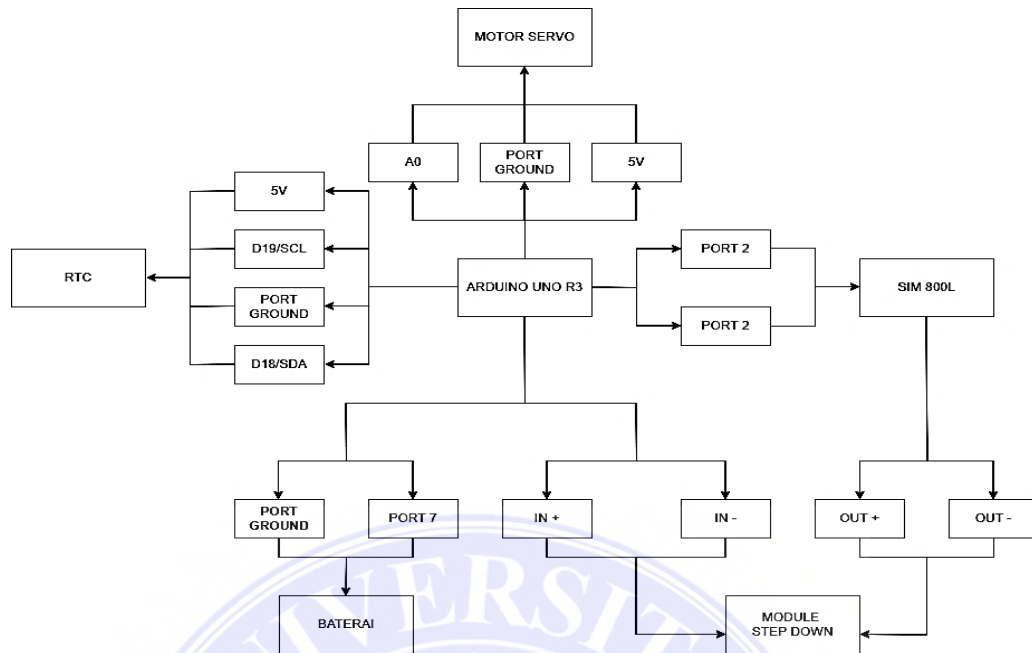 MOTOR SERVO
A0
PORT
GROUND
5V
5V
D19/SCL
PORT
GROUND
D18/SDA
RTC
ARDUINO UNO R3
PORT 2
PORT 2
SIM 800L
PORT
GROUND
PORT 7
IN +
IN -
OUT +
OUT -
BATERAI
MODULE
STEP DOWN